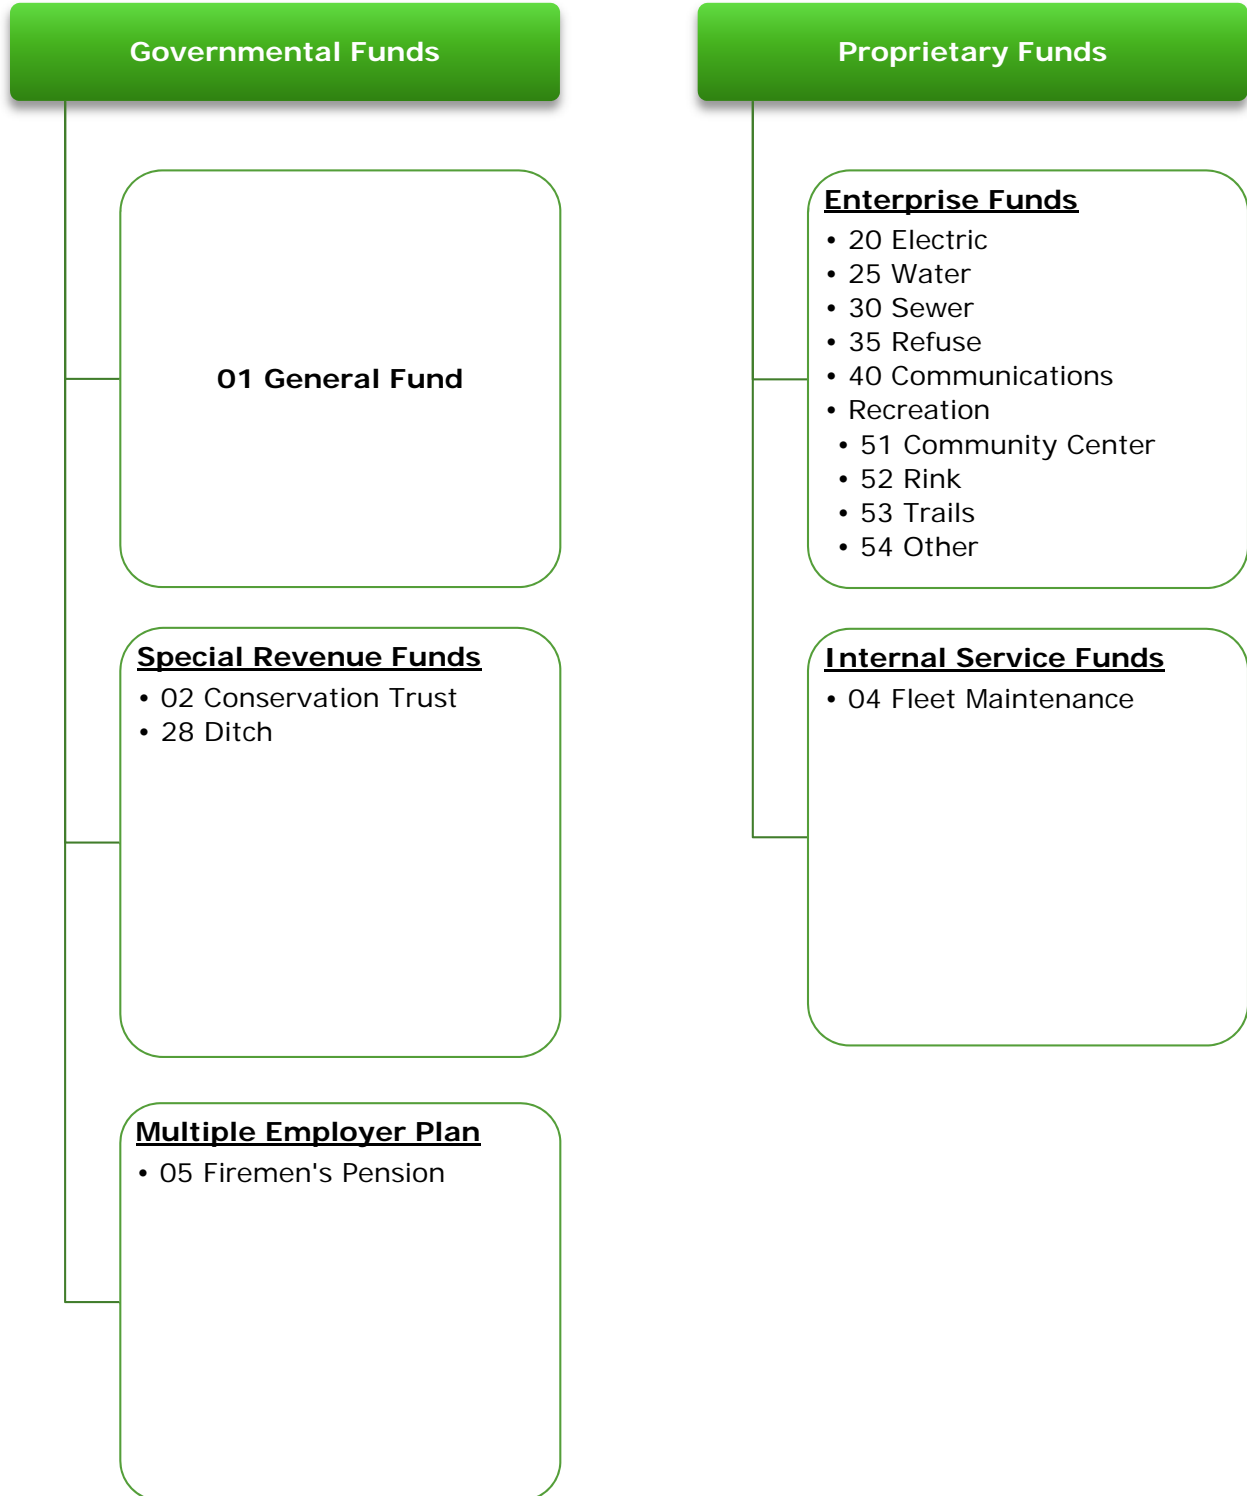 Governmental Funds
01 General Fund
Special Revenue Funds
• 02 Conservation Trust
• 28 Ditch
Multiple Employer Plan
• 05 Firemen's Pension
Proprietary Funds
Enterprise Funds
• 20 Electric
• 25 Water
• 30 Sewer
• 35 Refuse
• 40 Communications
• Recreation
• 51 Community Center
• 52 Rink
• 53 Trails
• 54 Other
Internal Service Funds
• 04 Fleet Maintenance